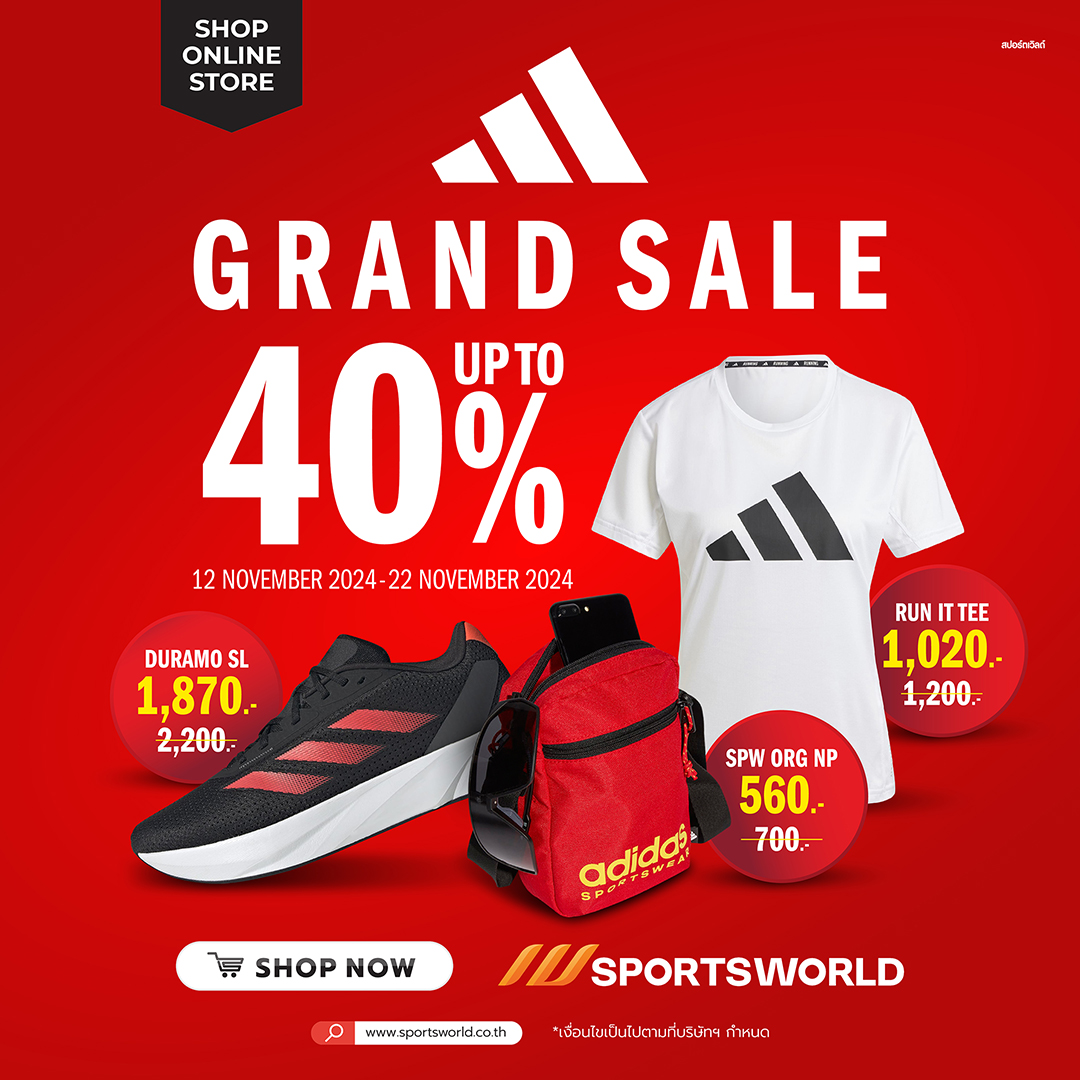 SHOP
ONLINE
STORE
สปอร์ตเวิลด์
GRAND SALE
UP TO
40%
12 NOVEMBER 2024-22 NOVEMBER 2024
RUNNING
RUNNING
DURAMO SL
1,870.-
2,200.-
RUN IT TEE
1,020.-
1,200.-
SPW ORG NP
560.-
700.-
adidas
SPORTSWEAR
SHOP NOW
SPORTSWORLD
www.sportsworld.co.th
*เงื่อนไขเป็นไปตามที่บริษัทฯ กำหนด